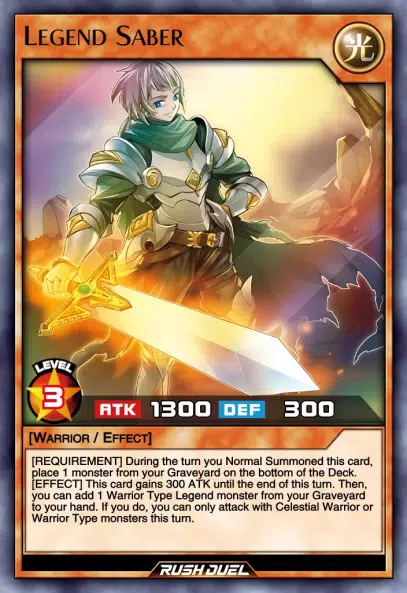 LEGEND SABER
光
LEVEL
3
ATK 1300 DEF 300
[WARRIOR / EFFECT]
[REQUIREMENT] During the turn you Normal Summoned this card,
place 1 monster from your Graveyard on the bottom of the Deck.
[EFFECT] This card gains 300 ATK until the end of this turn. Then,
you can add 1 Warrior Type Legend monster from your Graveyard
to your hand. If you do, you can only attack with Celestial Warrior or
Warrior Type monsters this turn.
RUSH DUEL